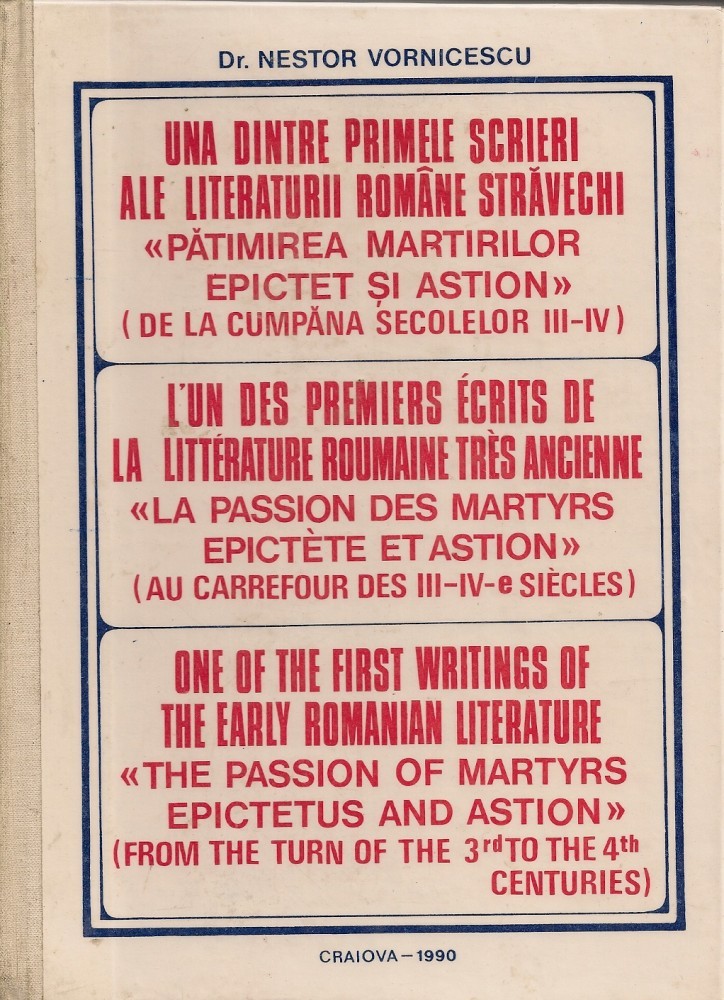 Dr. NESTOR VORNICESCU
UNA DINTRE PRIMELE SCRIERI
ALE LITERATURII ROMÂNE STRĂVECHI
«PĂTIMIREA MARTIRILOR
EPICTET ȘI ASTION»
(DE LA CUMPĂNA SECOLELOR III-IV)
L'UN DES PREMIERS ÉCRITS DE
LA LITTÉRATURE ROUMAINE TRÈS ANCIENNE
«LA PASSION DES MARTYRS
EPICTÈTE ET ASTION»
(AU CARREFOUR DES III-IV-e SIÈCLES)
ONE OF THE FIRST WRITINGS OF
THE EARLY ROMANIAN LITERATURE
«THE PASSION OF MARTYRS
EPICTETUS AND ASTION»
(FROM THE TURN OF THE 3rd TO THE 4th
CENTURIES)
CRAIOVA-1990